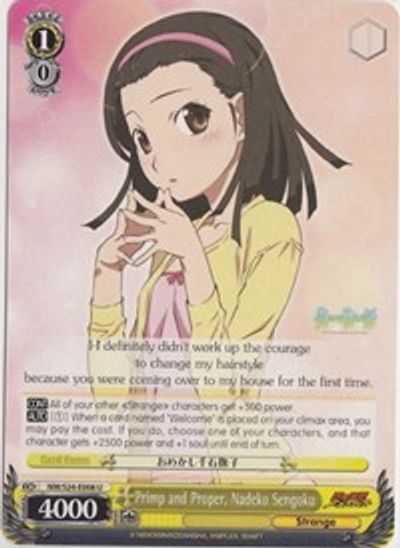 1
0
I-I definitely didn't work up the courage
to change my hairstyle
because you were coming over to my house for the first time.
CONT All of your other «Strange» characters get +500 power.
AUTO [(1)] When a card named "Welcome" is placed on your climax area, you
may pay the cost. If you do, choose one of your characters, and that
character gets +2500 power and +1 soul until end of turn.
Card Name
おめかし千石撫子
4000
Primp and Proper, Nadeko Sengoku
Strange